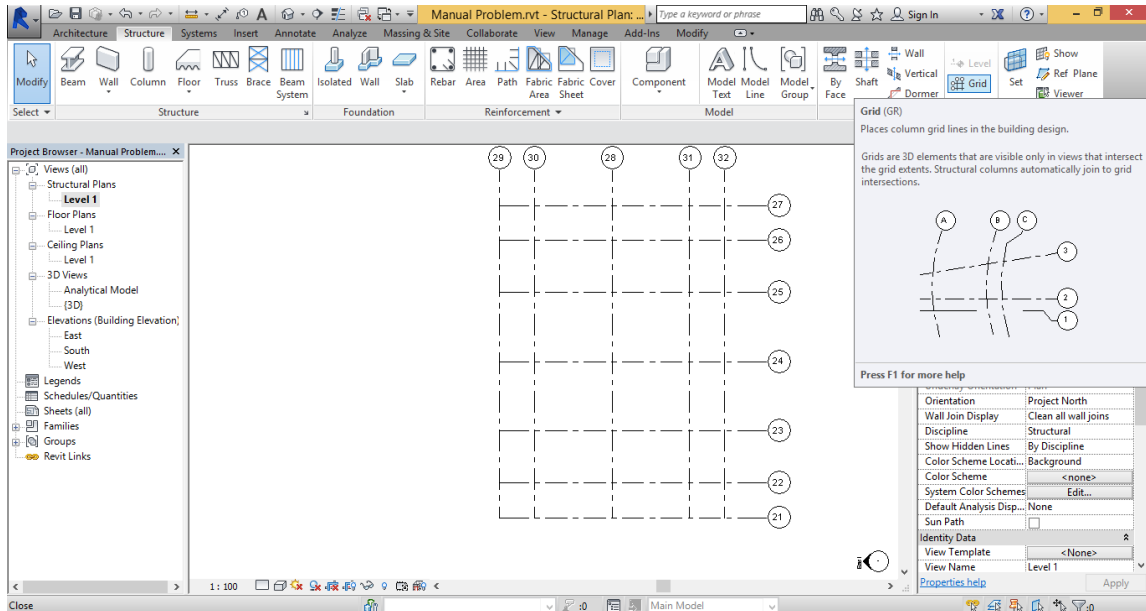 Manual Problem.rvt - Structural Plan: ...
Type a keyword or phrase
Sign In
Architecture Structure Systems Insert Annotate Analyze Massing & Site Collaborate View Manage Add-Ins Modify
Modify Beam Wall Column Floor Truss Brace Beam System Isolated Wall Slab Rebar Area Path Fabric Area Fabric Sheet Cover Component Model Text Model Line Model Group By Face Shaft Wall Vertical Dormer Level Grid Set Show Ref Plane Viewer
Select Structure Foundation Reinforcement Model
Grid (GR)
Places column grid lines in the building design.
Grids are 3D elements that are visible only in views that intersect
the grid extents. Structural columns automatically join to grid
intersections.
A B C
3
2
1
Press F1 for more help
Project Browser - Manual Problem....
Views (all)
Structural Plans
Level 1
Floor Plans
Level 1
Ceiling Plans
Level 1
3D Views
Analytical Model
{3D}
Elevations (Building Elevation)
East
South
West
Legends
Schedules/Quantities
Sheets (all)
Families
Groups
Revit Links
29 30 28 31 32
27
26
25
24
23
22
21
Orientation Project North
Wall Join Display Clean all wall joins
Discipline Structural
Show Hidden Lines By Discipline
Color Scheme Locati... Background
Color Scheme <none>
System Color Schemes Edit...
Default Analysis Disp... None
Sun Path
Identity Data
View Template <None>
View Name Level 1
Properties help Apply
1 : 100
Close
:0
Main Model
:0